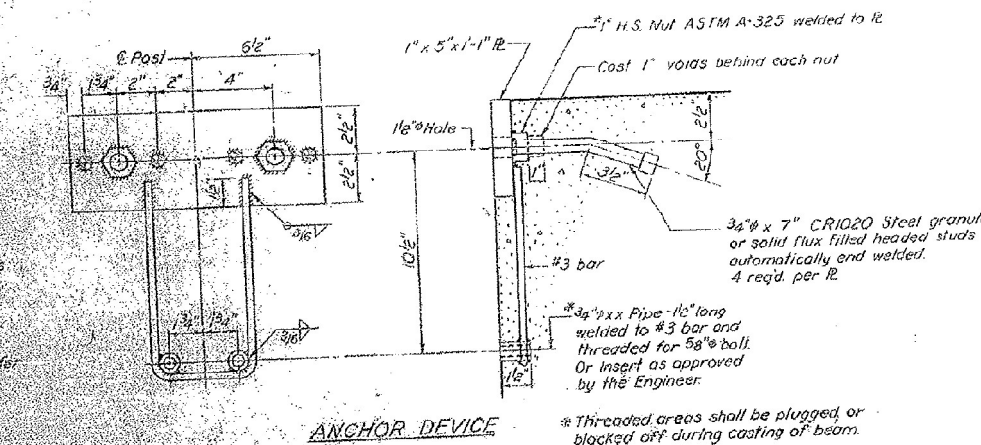 *1" H.S. Nut ASTM A-325 welded to ℞
1" x 5" x 1'-1" ℞
Cast 1" voids behind each nut
℄ Post
6½"
¾"
1¾"
2"
2"
4"
2½"
2½"
1½"φ Hole
2½
20°
1"
3½"
1½"
3/16
10½"
#3 bar
¾"φ x 7" CR1020 Steel granular
or solid flux filled headed studs
automatically end welded.
4 reqd. per ℞
*¾"φ xx Pipe - 1½" long
welded to #3 bar and
threaded for 5/8"φ bolt.
Or Insert as approved
by the Engineer.
1¾"
1¾"
3/16
1½"
ANCHOR DEVICE
* Threaded areas shall be plugged or
blocked off during casting of beam.